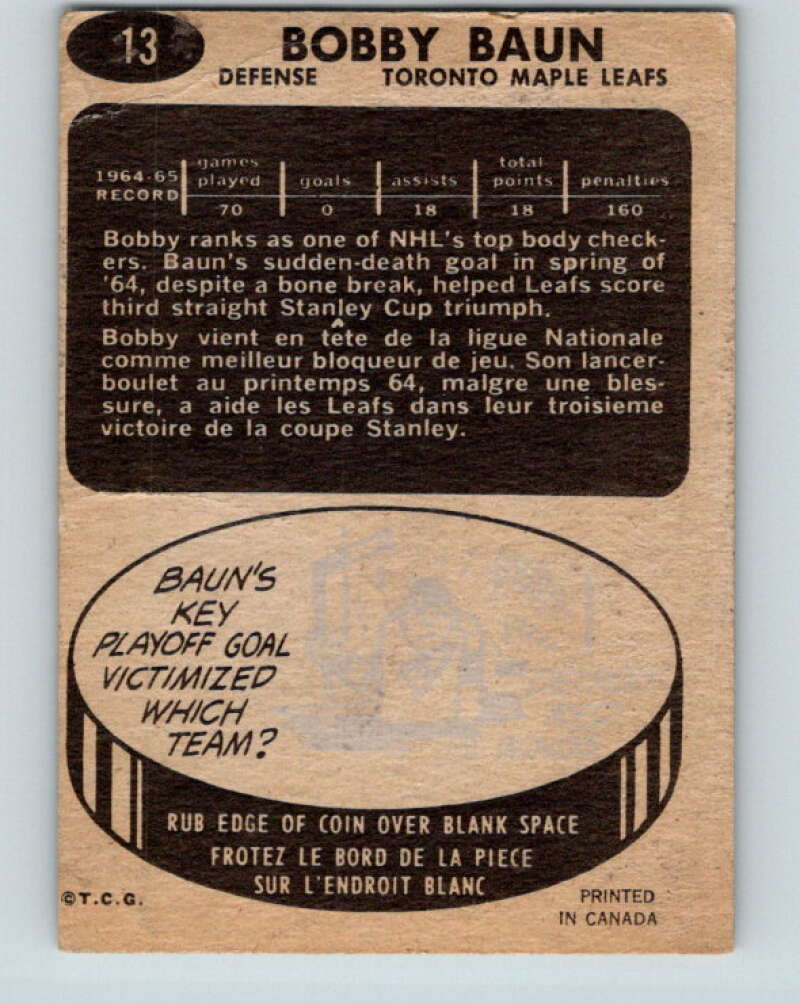 13
BOBBY BAUN
DEFENSE TORONTO MAPLE LEAFS
1964-65 RECORD games played goals assists total points penalties
70 0 18 18 160
Bobby ranks as one of NHL's top body check-
ers. Baun's sudden-death goal in spring of
'64, despite a bone break, helped Leafs score
third straight Stanley Cup triumph.
Bobby vient en tête de la ligue Nationale
comme meilleur bloqueur de jeu. Son lancer-
boulet au printemps 64, malgre une bles-
sure, a aide les Leafs dans leur troisieme
victoire de la coupe Stanley.
BAUN'S
KEY
PLAYOFF GOAL
VICTIMIZED
WHICH
TEAM?
RUB EDGE OF COIN OVER BLANK SPACE
FROTEZ LE BORD DE LA PIECE
SUR L'ENDROIT BLANC
©T.C.G.
PRINTED
IN CANADA